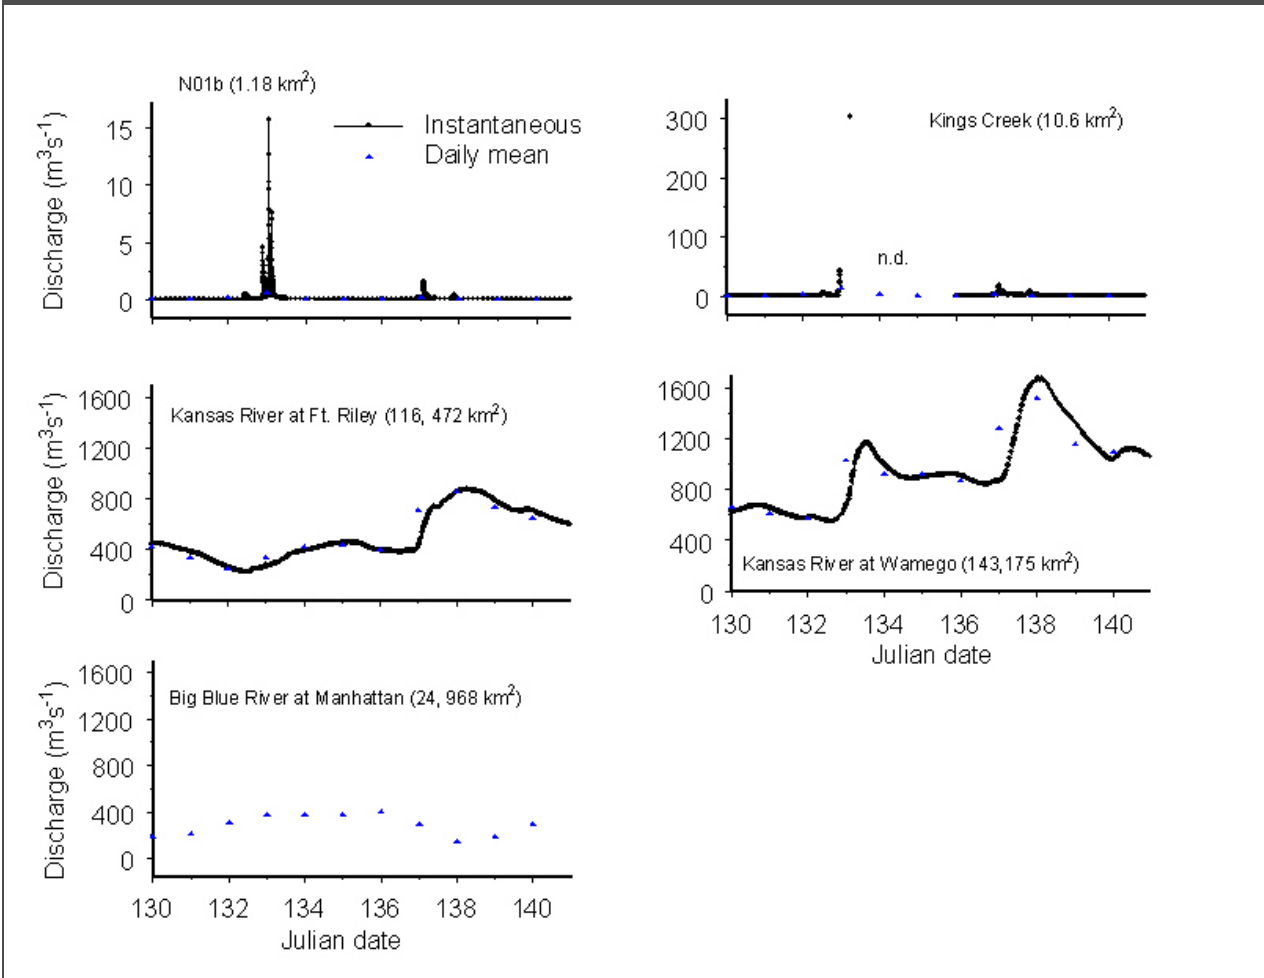 N01b (1.18 km²)
Discharge (m³s⁻¹)
15
10
5
0
Instantaneous
Daily mean
Kings Creek (10.6 km²)
300
200
100
0
n.d.
Discharge (m³s⁻¹)
1600
1200
800
400
0
Kansas River at Ft. Riley (116, 472 km²)
1600
1200
800
400
0
Kansas River at Wamego (143,175 km²)
130 132 134 136 138 140
Julian date
Discharge (m³s⁻¹)
1600
1200
800
400
0
Big Blue River at Manhattan (24, 968 km²)
130 132 134 136 138 140
Julian date